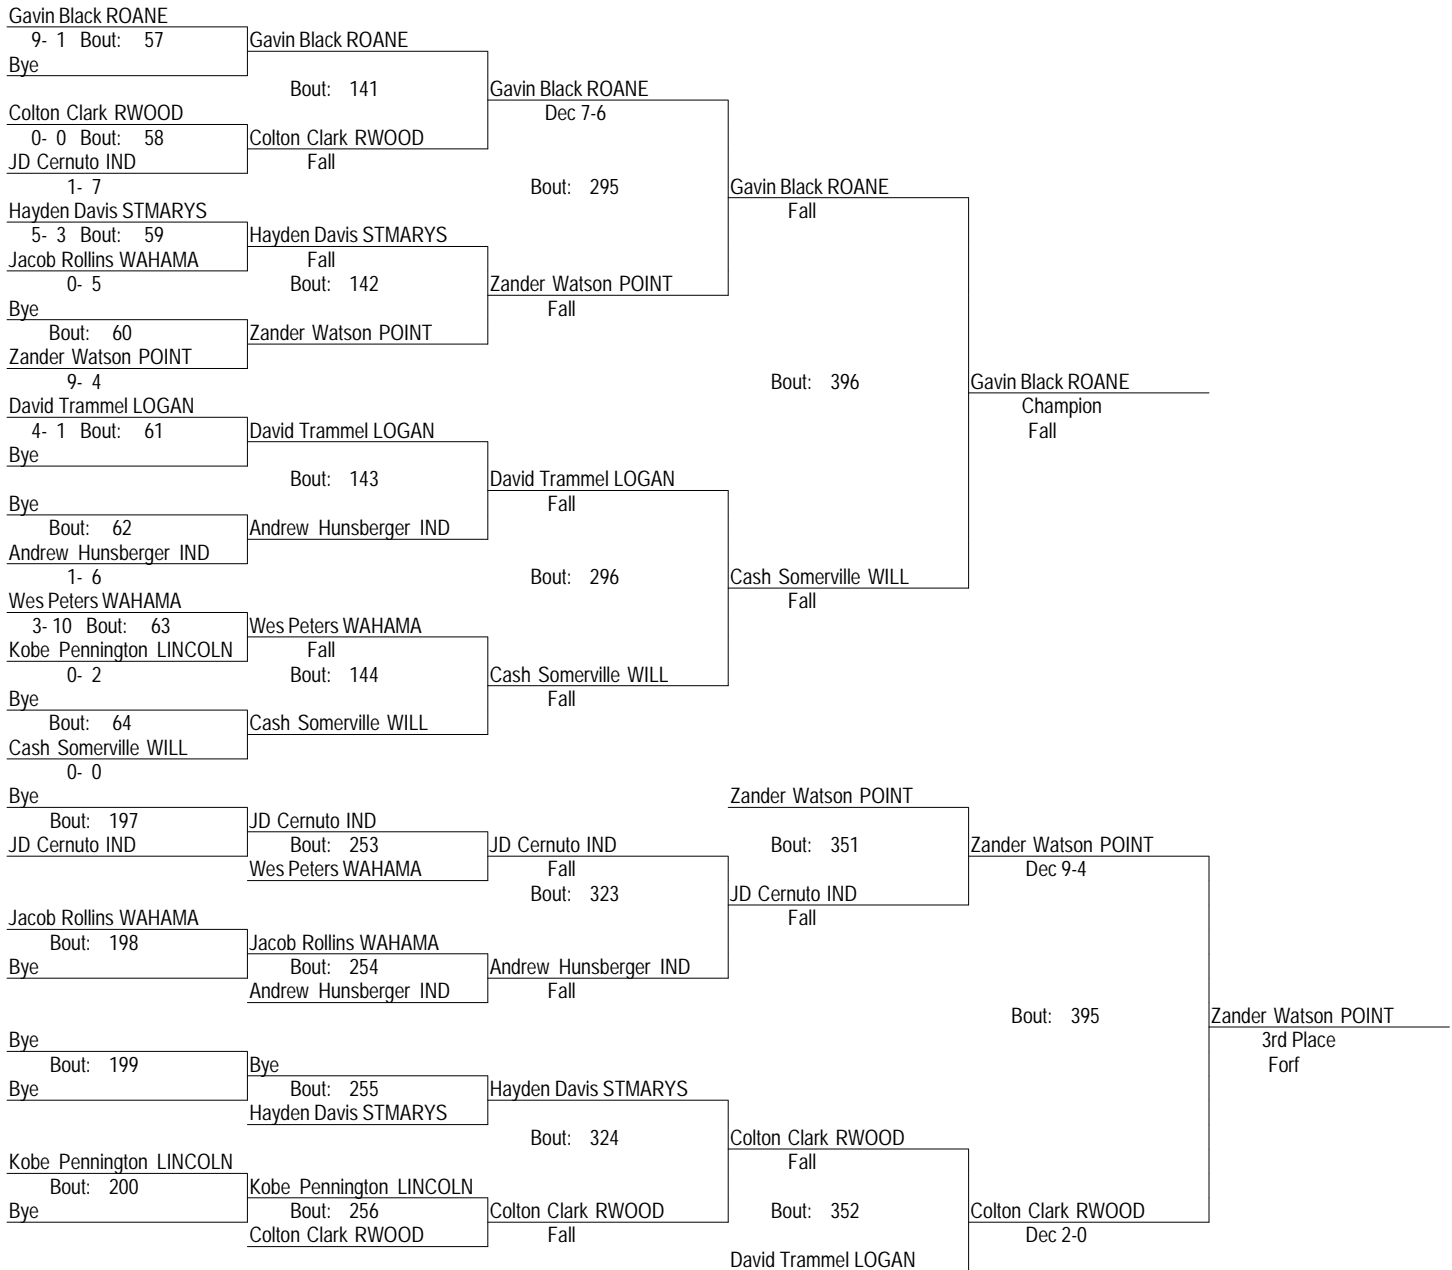 Gavin Black ROANE
9- 1 Bout: 57 Gavin Black ROANE
Bye
Bout: 141 Gavin Black ROANE
Colton Clark RWOOD Dec 7-6
0- 0 Bout: 58 Colton Clark RWOOD
JD Cernuto IND Fall
1- 7 Bout: 295 Gavin Black ROANE
Hayden Davis STMARYS Fall
5- 3 Bout: 59 Hayden Davis STMARYS
Jacob Rollins WAHAMA Fall
0- 5 Bout: 142 Zander Watson POINT
Bye Fall
Bout: 60 Zander Watson POINT
Zander Watson POINT
9- 4 Bout: 396 Gavin Black ROANE
David Trammel LOGAN Champion
4- 1 Bout: 61 David Trammel LOGAN Fall
Bye
Bout: 143 David Trammel LOGAN
Bye Fall
Bout: 62 Andrew Hunsberger IND
Andrew Hunsberger IND
1- 6 Bout: 296 Cash Somerville WILL
Wes Peters WAHAMA Fall
3- 10 Bout: 63 Wes Peters WAHAMA
Kobe Pennington LINCOLN Fall
0- 2 Bout: 144 Cash Somerville WILL
Bye Fall
Bout: 64 Cash Somerville WILL
Cash Somerville WILL
0- 0
Bye Zander Watson POINT
Bout: 197 JD Cernuto IND
JD Cernuto IND Bout: 253 JD Cernuto IND Bout: 351 Zander Watson POINT
Wes Peters WAHAMA Fall Dec 9-4
Bout: 323 JD Cernuto IND
Jacob Rollins WAHAMA Fall
Bout: 198 Jacob Rollins WAHAMA
Bye Bout: 254 Andrew Hunsberger IND
Andrew Hunsberger IND Fall
Bout: 395 Zander Watson POINT
Bye 3rd Place
Bout: 199 Bye Forf
Bye Bout: 255 Hayden Davis STMARYS
Hayden Davis STMARYS
Bout: 324 Colton Clark RWOOD
Kobe Pennington LINCOLN Fall
Bout: 200 Kobe Pennington LINCOLN
Bye Bout: 256 Colton Clark RWOOD Bout: 352 Colton Clark RWOOD
Colton Clark RWOOD Fall Dec 2-0
David Trammel LOGAN